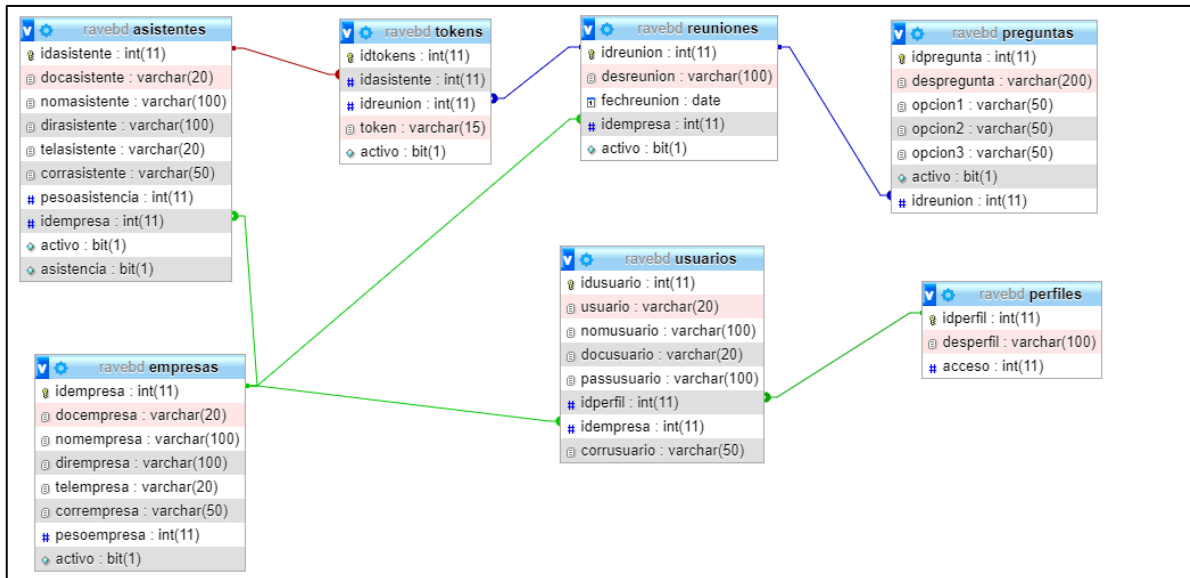 ravebd asistentes
idasistente : int(11)
docasistente : varchar(20)
nomasistente : varchar(100)
dirasistente : varchar(100)
telasistente : varchar(20)
corrasistente : varchar(50)
pesoasistencia : int(11)
idempresa : int(11)
activo : bit(1)
asistencia : bit(1)
ravebd tokens
idtokens : int(11)
idasistente : int(11)
idreunion : int(11)
token : varchar(15)
activo : bit(1)
ravebd reuniones
idreunion : int(11)
desreunion : varchar(100)
fechreunion : date
idempresa : int(11)
activo : bit(1)
ravebd preguntas
idpregunta : int(11)
despregunta : varchar(200)
opcion1 : varchar(50)
opcion2 : varchar(50)
opcion3 : varchar(50)
activo : bit(1)
idreunion : int(11)
ravebd empresas
idempresa : int(11)
docempresa : varchar(20)
nomempresa : varchar(100)
dirempresa : varchar(100)
telempresa : varchar(20)
correempresa : varchar(50)
pesoempresa : int(11)
activo : bit(1)
ravebd usuarios
idusuario : int(11)
usuario : varchar(20)
nomusuario : varchar(100)
docusuario : varchar(20)
passusuario : varchar(100)
idperfil : int(11)
idempresa : int(11)
corrusuario : varchar(50)
ravebd perfiles
idperfil : int(11)
desperfil : varchar(100)
acceso : int(11)